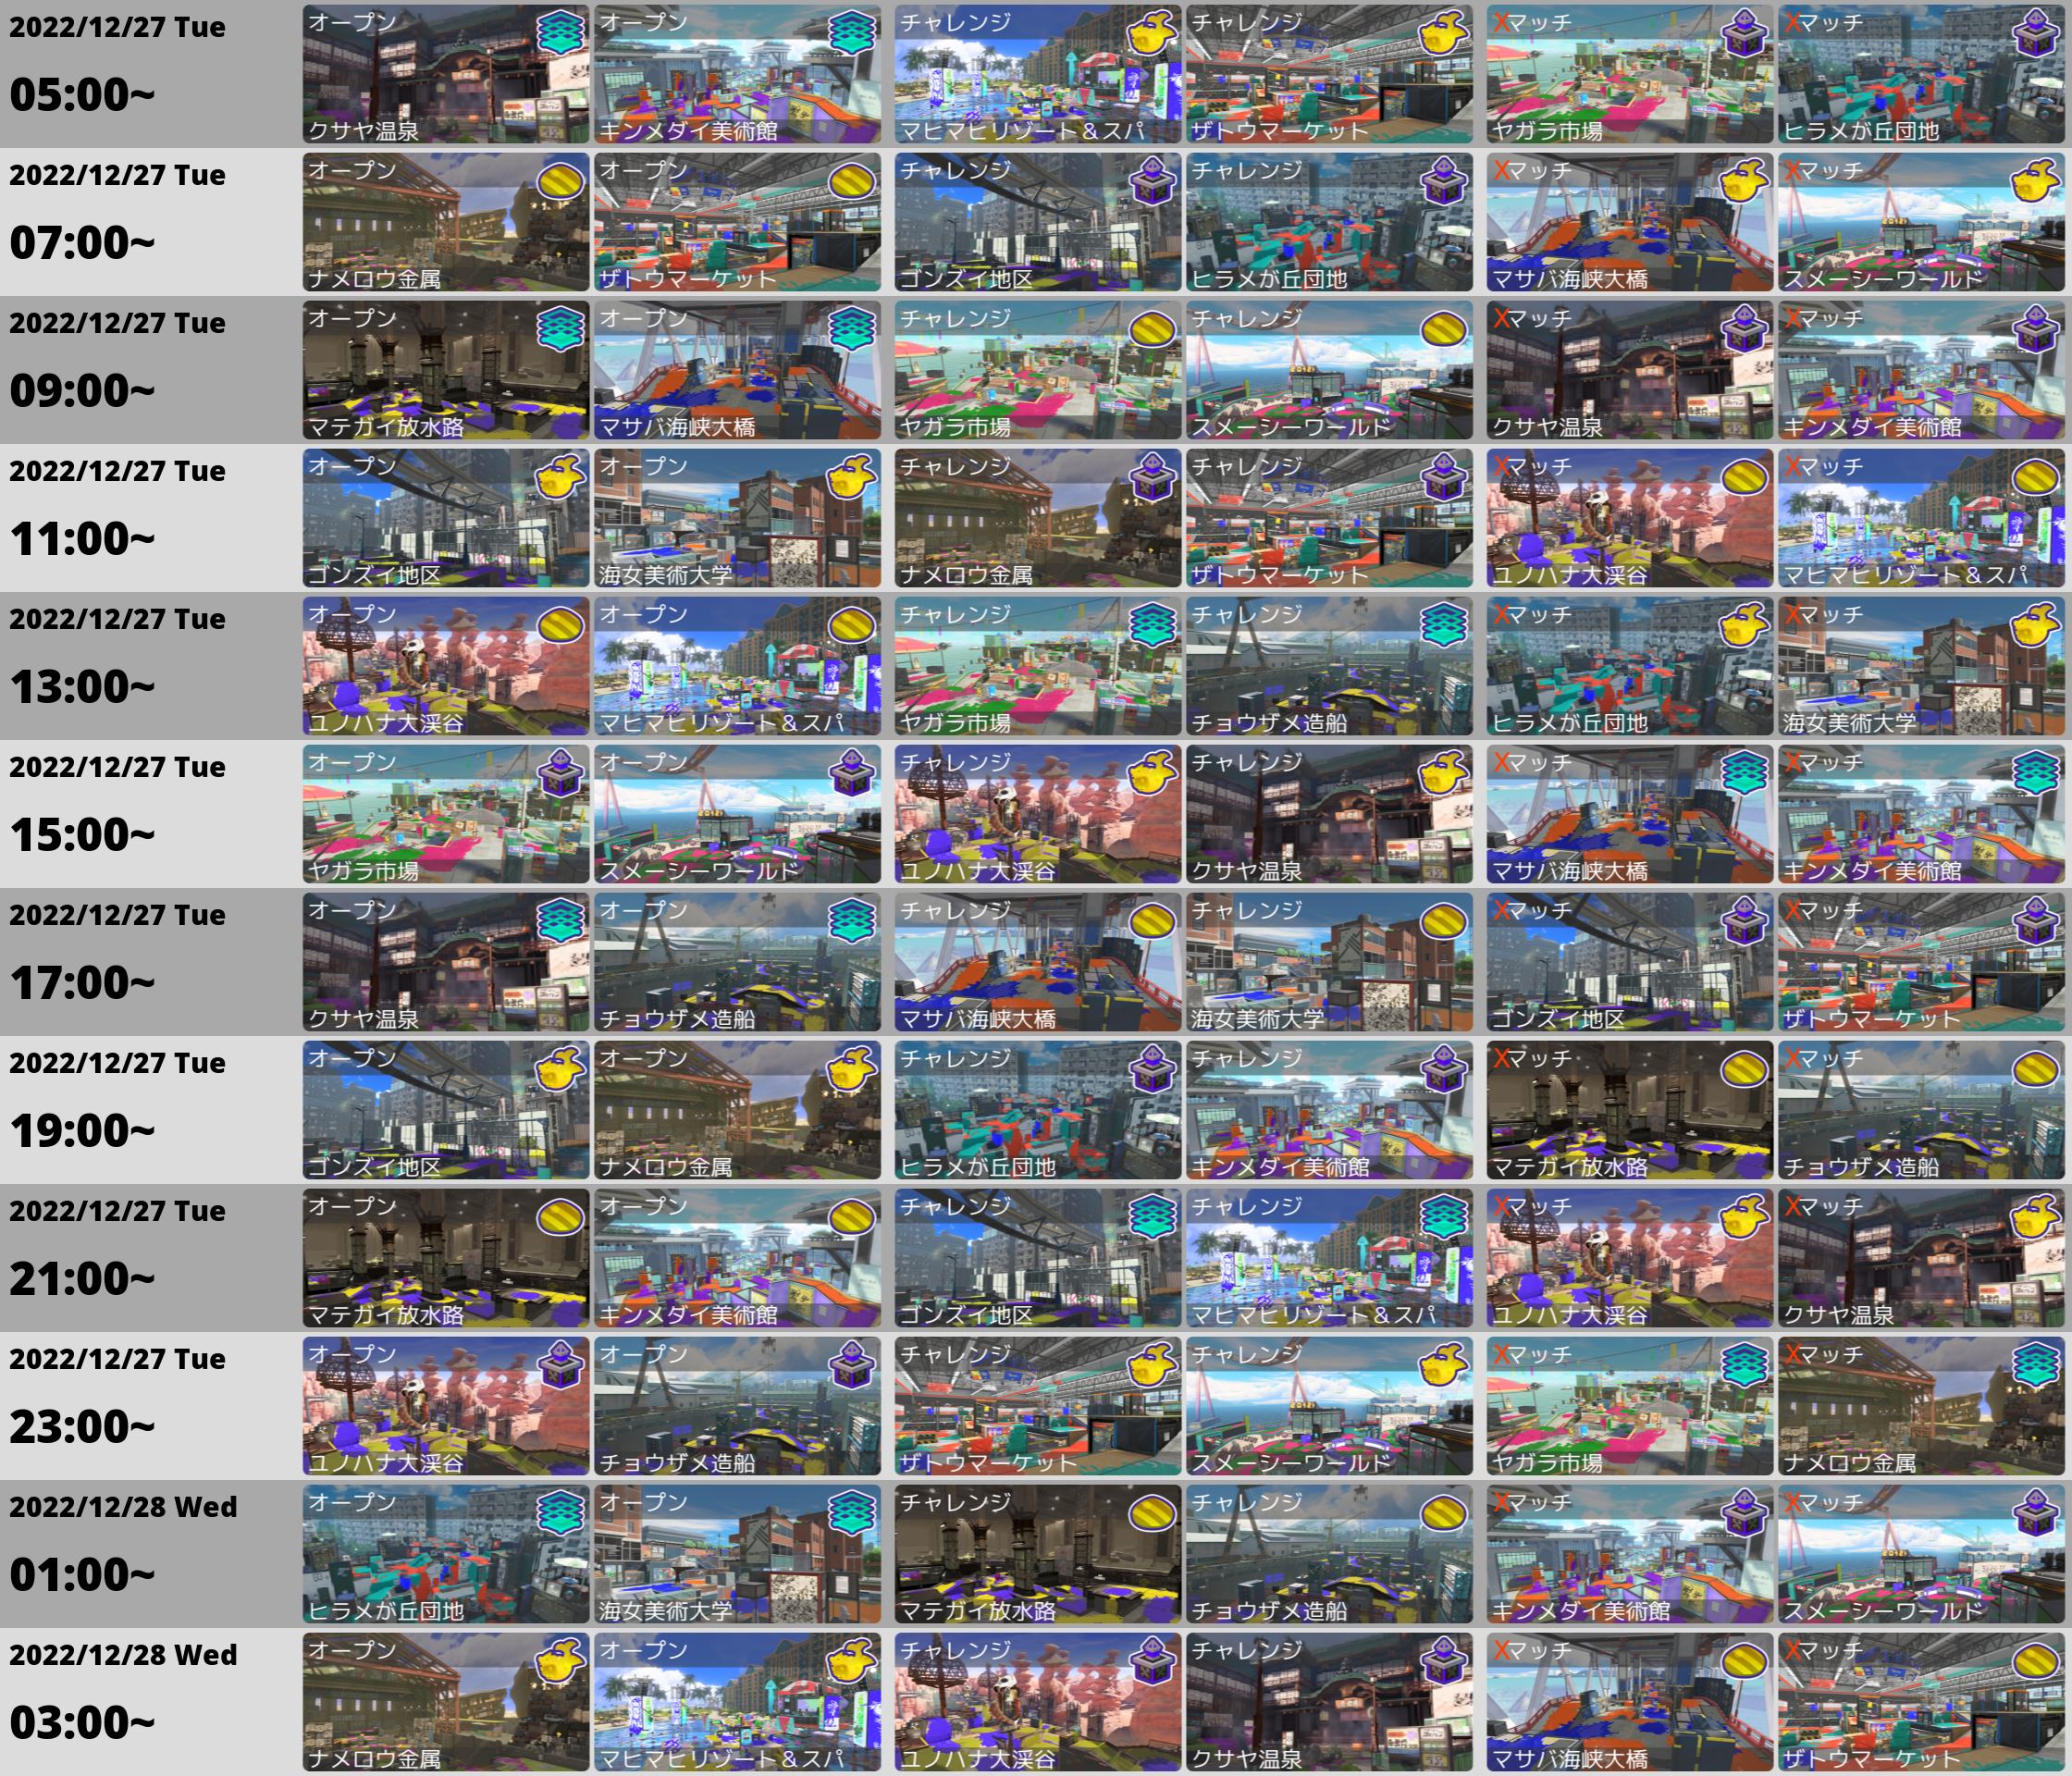 2022/12/27 Tue
05:00~
オープン
クサヤ温泉
オープン
キンメダイ美術館
チャレンジ
マヒマヒリゾート＆スパ
チャレンジ
ザトウマーケット
Xマッチ
ヤガラ市場
Xマッチ
ヒラメが丘団地
2022/12/27 Tue
07:00~
オープン
ナメロウ金属
オープン
ザトウマーケット
チャレンジ
ゴンズイ地区
チャレンジ
ヒラメが丘団地
Xマッチ
マサバ海峡大橋
Xマッチ
スメーシーワールド
2022/12/27 Tue
09:00~
オープン
マテガイ放水路
オープン
マサバ海峡大橋
チャレンジ
ヤガラ市場
チャレンジ
スメーシーワールド
Xマッチ
クサヤ温泉
Xマッチ
キンメダイ美術館
2022/12/27 Tue
11:00~
オープン
ゴンズイ地区
オープン
海女美術大学
チャレンジ
ナメロウ金属
チャレンジ
ザトウマーケット
Xマッチ
ユノハナ大渓谷
Xマッチ
マヒマヒリゾート＆スパ
2022/12/27 Tue
13:00~
オープン
ユノハナ大渓谷
オープン
マヒマヒリゾート＆スパ
チャレンジ
ヤガラ市場
チャレンジ
チョウザメ造船
Xマッチ
ヒラメが丘団地
Xマッチ
海女美術大学
2022/12/27 Tue
15:00~
オープン
ヤガラ市場
オープン
スメーシーワールド
チャレンジ
ユノハナ大渓谷
チャレンジ
クサヤ温泉
Xマッチ
マサバ海峡大橋
Xマッチ
キンメダイ美術館
2022/12/27 Tue
17:00~
オープン
クサヤ温泉
オープン
チョウザメ造船
チャレンジ
マサバ海峡大橋
チャレンジ
海女美術大学
Xマッチ
ゴンズイ地区
Xマッチ
ザトウマーケット
2022/12/27 Tue
19:00~
オープン
ゴンズイ地区
オープン
ナメロウ金属
チャレンジ
ヒラメが丘団地
チャレンジ
キンメダイ美術館
Xマッチ
マテガイ放水路
Xマッチ
チョウザメ造船
2022/12/27 Tue
21:00~
オープン
マテガイ放水路
オープン
キンメダイ美術館
チャレンジ
ゴンズイ地区
チャレンジ
マヒマヒリゾート＆スパ
Xマッチ
ユノハナ大渓谷
Xマッチ
クサヤ温泉
2022/12/27 Tue
23:00~
オープン
ユノハナ大渓谷
オープン
チョウザメ造船
チャレンジ
ザトウマーケット
チャレンジ
スメーシーワールド
Xマッチ
ヤガラ市場
Xマッチ
ナメロウ金属
2022/12/28 Wed
01:00~
オープン
ヒラメが丘団地
オープン
海女美術大学
チャレンジ
マテガイ放水路
チャレンジ
チョウザメ造船
Xマッチ
キンメダイ美術館
Xマッチ
スメーシーワールド
2022/12/28 Wed
03:00~
オープン
ナメロウ金属
オープン
マヒマヒリゾート＆スパ
チャレンジ
ユノハナ大渓谷
チャレンジ
クサヤ温泉
Xマッチ
マサバ海峡大橋
Xマッチ
ザトウマーケット